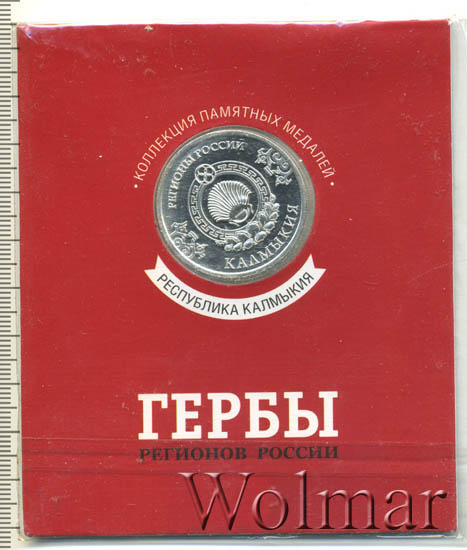 · КОЛЛЕКЦИЯ ПАМЯТНЫХ МЕДАЛЕЙ ·
РЕГИОНЫ РОССИИ
КАЛМЫКИЯ
РЕСПУБЛИКА КАЛМЫКИЯ
ГЕРБЫ
РЕГИОНОВ РОССИИ
Wolmar